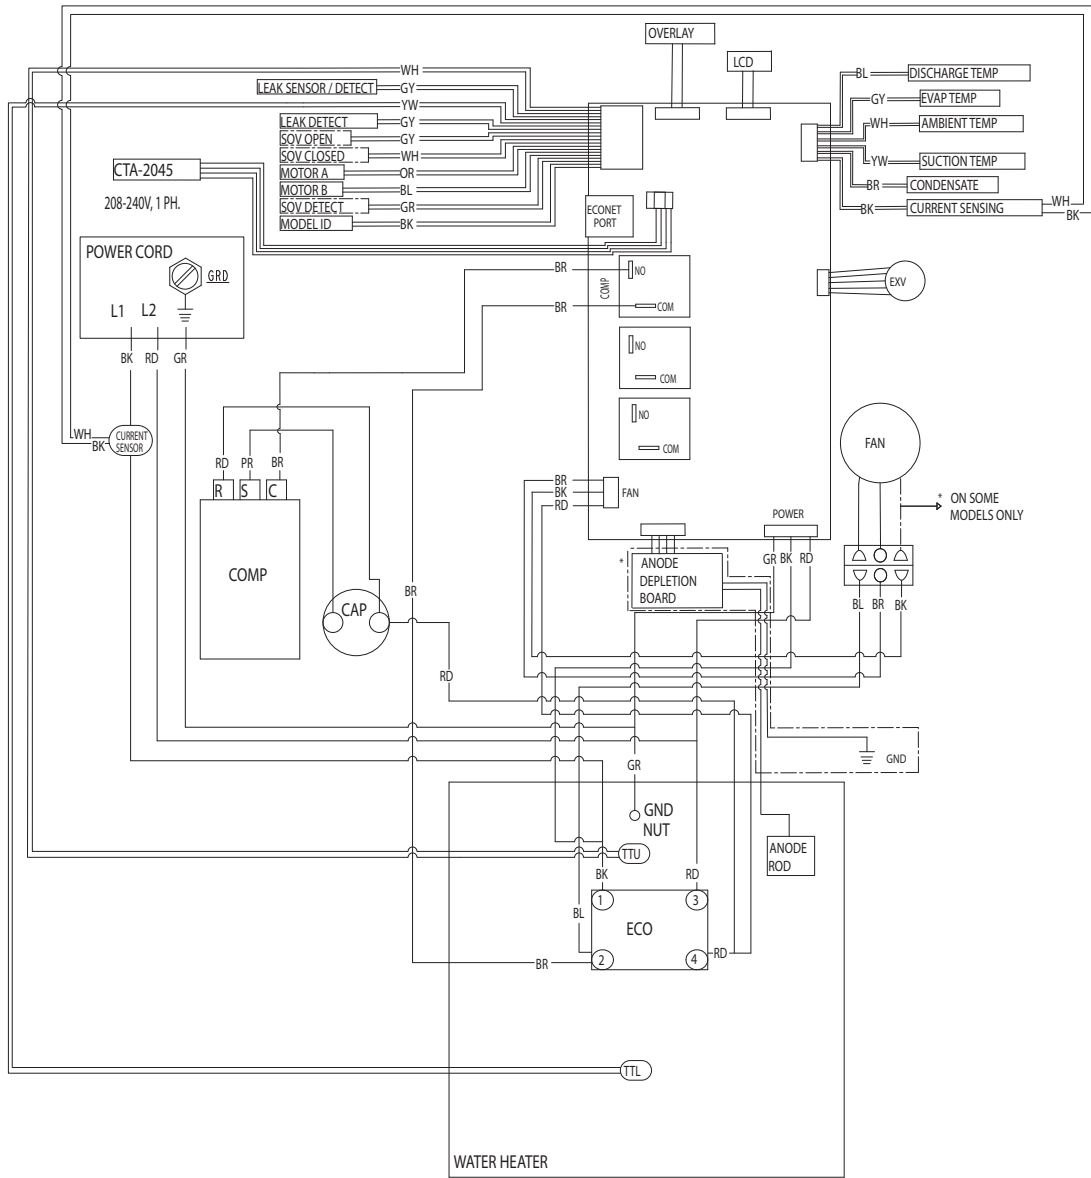 OVERLAY
LCD
WH
LEAK SENSOR / DETECT
GY
YW
LEAK DETECT
GY
SOV OPEN
GY
SOV CLOSED
WH
MOTOR A
OR
MOTOR B
BL
SOV DETECT
GR
MODEL ID
BK
BL
DISCHARGE TEMP
GY
EVAP TEMP
WH
AMBIENT TEMP
YW
SUCTION TEMP
BR
CONDENSATE
BK
CURRENT SENSING
WH
BK
CTA-2045
208-240V, 1 PH.
ECONET
PORT
POWER CORD
GRD
L1
L2
BK
RD
GR
BR
BR
COMP
NO
COM
NO
COM
NO
COM
EXV
WH
BK
CURRENT
SENSOR
RD
PR
BR
R
S
C
COMP
CAP
BR
BK
RD
FAN
FAN
* ON SOME
MODELS ONLY
POWER
GR
BK
RD
*
ANODE
DEPLETION
BOARD
BL
BR
BK
BR
RD
GND
GR
GND
NUT
ANODE
ROD
TTU
BK
RD
1
3
ECO
BL
2
4
RD
BR
TTL
WATER HEATER